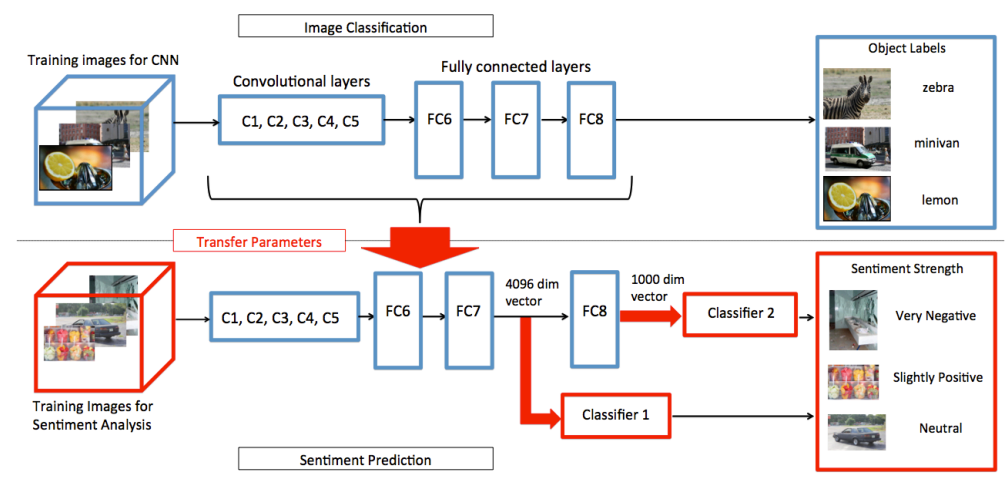 Image Classification
Training images for CNN
Convolutional layers
Fully connected layers
C1, C2, C3, C4, C5
FC6
FC7
FC8
Object Labels
zebra
minivan
lemon
Transfer Parameters
C1, C2, C3, C4, C5
FC6
FC7
4096 dim
vector
FC8
1000 dim
vector
Classifier 2
Classifier 1
Training Images for
Sentiment Analysis
Sentiment Strength
Very Negative
Slightly Positive
Neutral
Sentiment Prediction